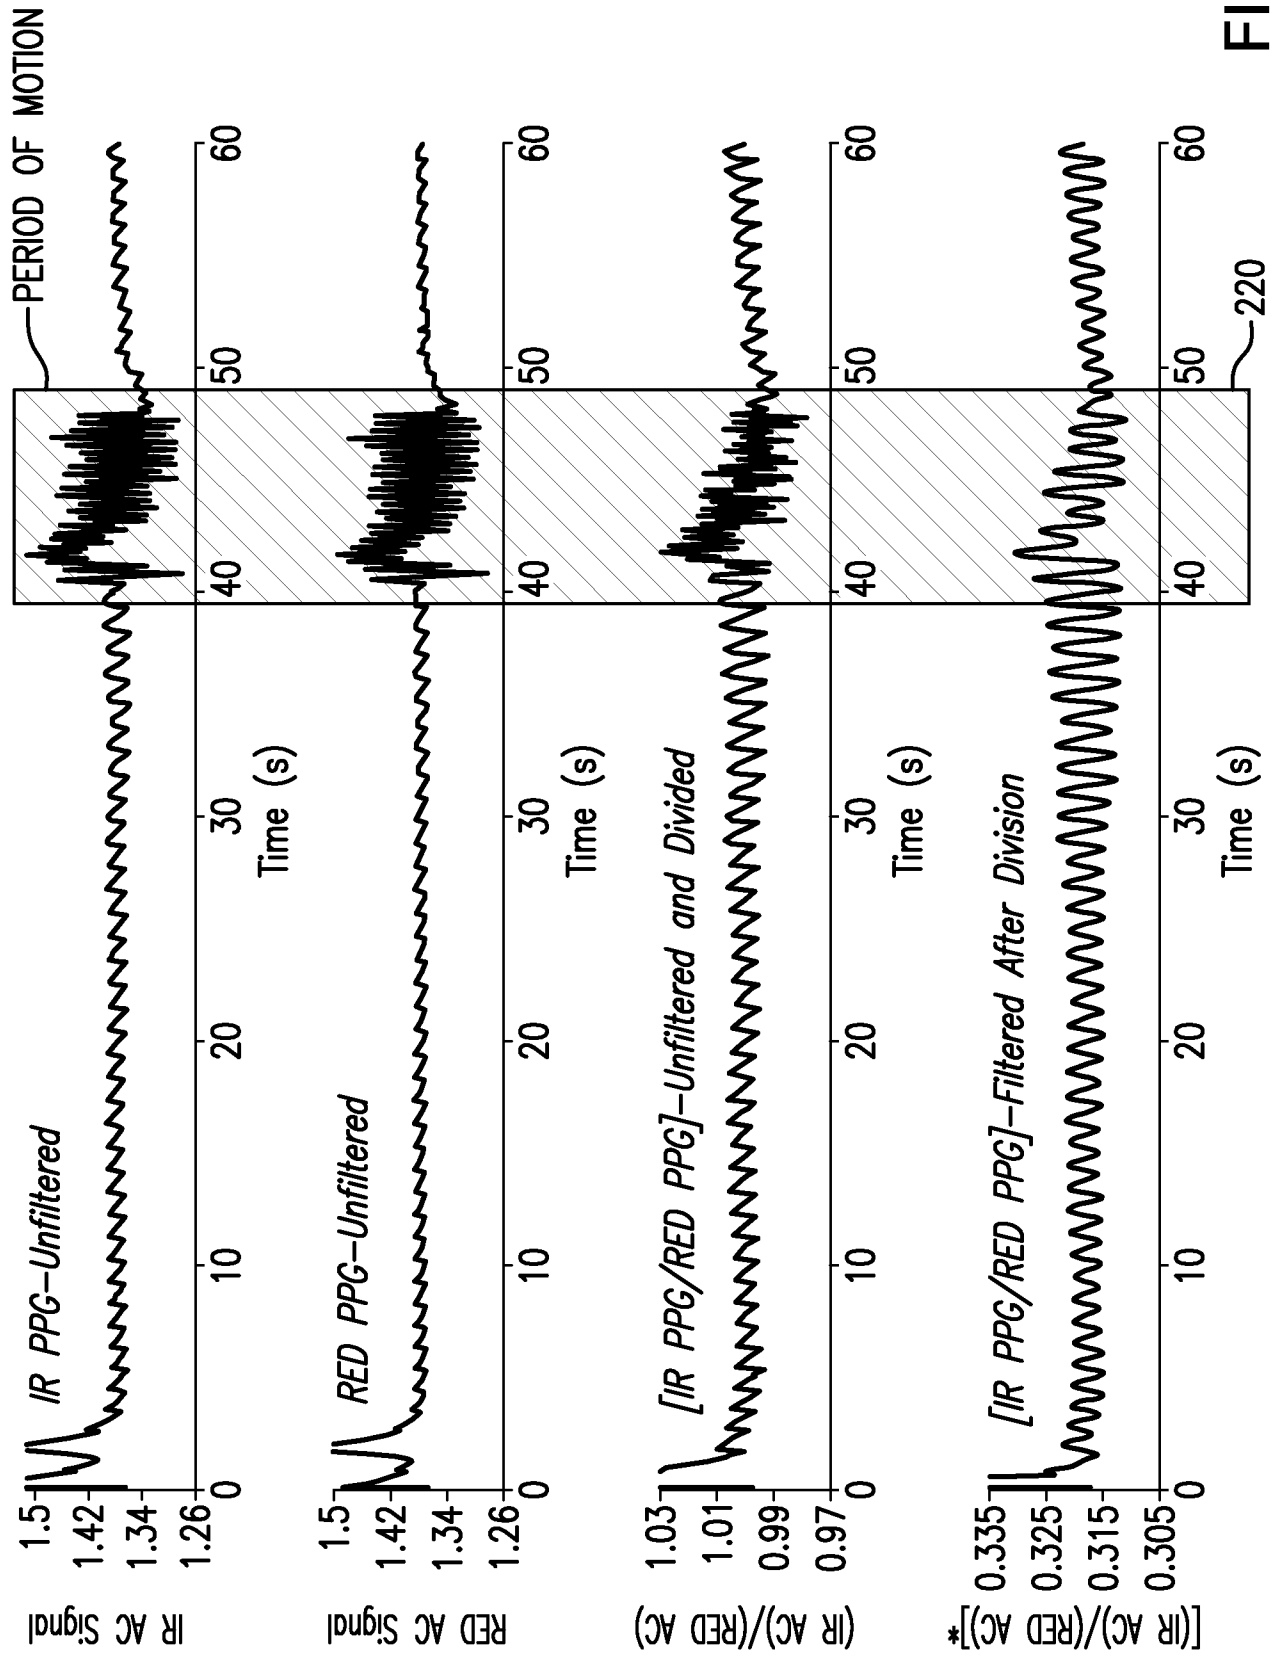 PERIOD OF MOTION
IR PPG-Unfiltered
IR AC Signal
1.5
1.42
1.34
1.26
0 10 20 30 40 50 60
Time (s)
RED PPG-Unfiltered
RED AC Signal
1.5
1.42
1.34
1.26
0 10 20 30 40 50 60
Time (s)
[IR PPG/RED PPG]-Unfiltered and Divided
(IR AC)/(RED AC)
1.03
1.01
0.99
0.97
0 10 20 30 40 50 60
Time (s)
[IR PPG/RED PPG]-Filtered After Division
[(IR AC)/(RED AC)]*
0.335
0.325
0.315
0.305
0 10 20 30 40 50 60
Time (s)
220
FI